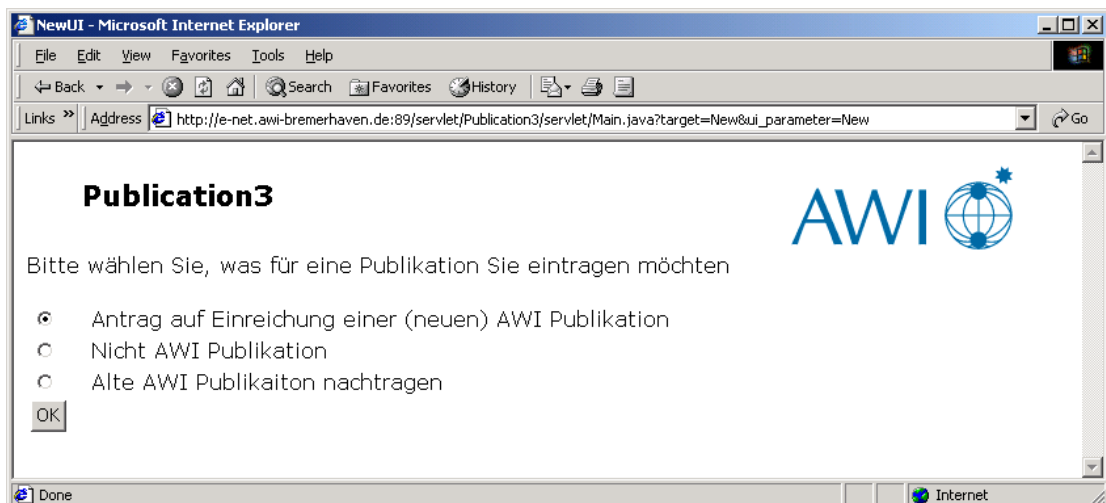 NewUI - Microsoft Internet Explorer
File Edit View Favorites Tools Help
Back Search Favorites History
Links » Address http://e-net.awi-bremerhaven.de:89/servlet/Publication3/servlet/Main.java?target=New&ui_parameter=New Go
Publication3
AWI
Bitte wählen Sie, was für eine Publikation Sie eintragen möchten
Antrag auf Einreichung einer (neuen) AWI Publikation
Nicht AWI Publikation
Alte AWI Publikaiton nachtragen
OK
Done Internet